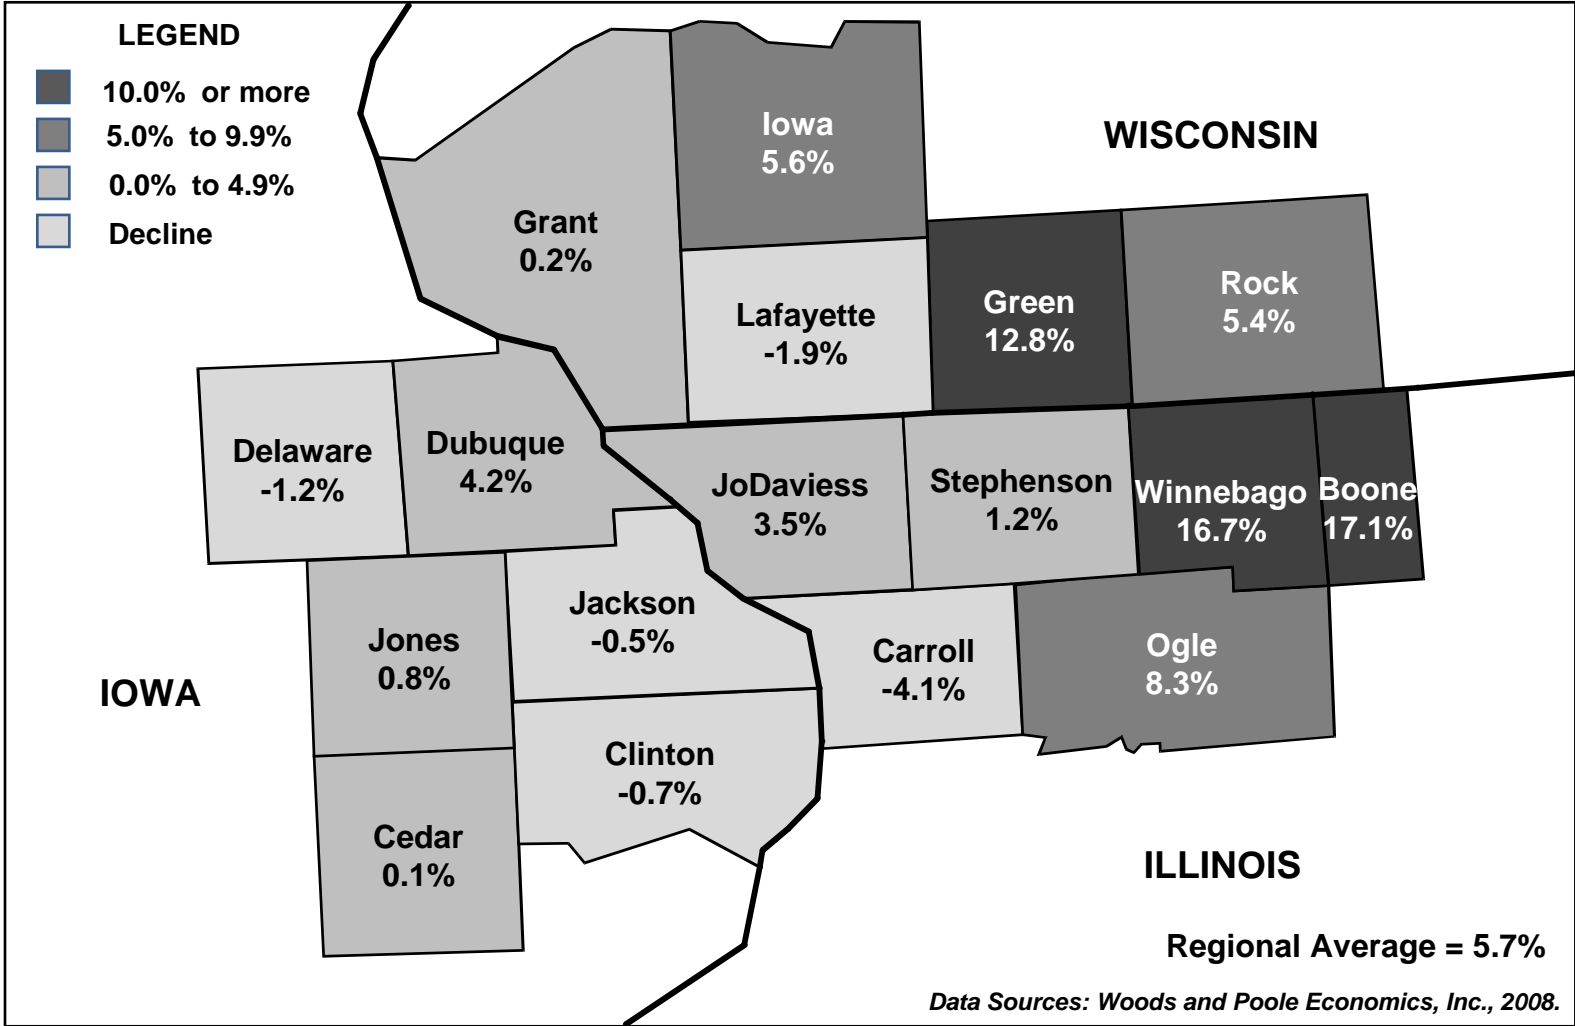 LEGEND
10.0% or more
5.0% to 9.9%
0.0% to 4.9%
Decline
WISCONSIN
Iowa
5.6%
Grant
0.2%
Lafayette
-1.9%
Green
12.8%
Rock
5.4%
Delaware
-1.2%
Dubuque
4.2%
JoDaviess
3.5%
Stephenson
1.2%
Winnebago
16.7%
Boone
17.1%
Jackson
-0.5%
Jones
0.8%
Carroll
-4.1%
Ogle
8.3%
IOWA
Clinton
-0.7%
Cedar
0.1%
ILLINOIS
Regional Average = 5.7%
Data Sources: Woods and Poole Economics, Inc., 2008.